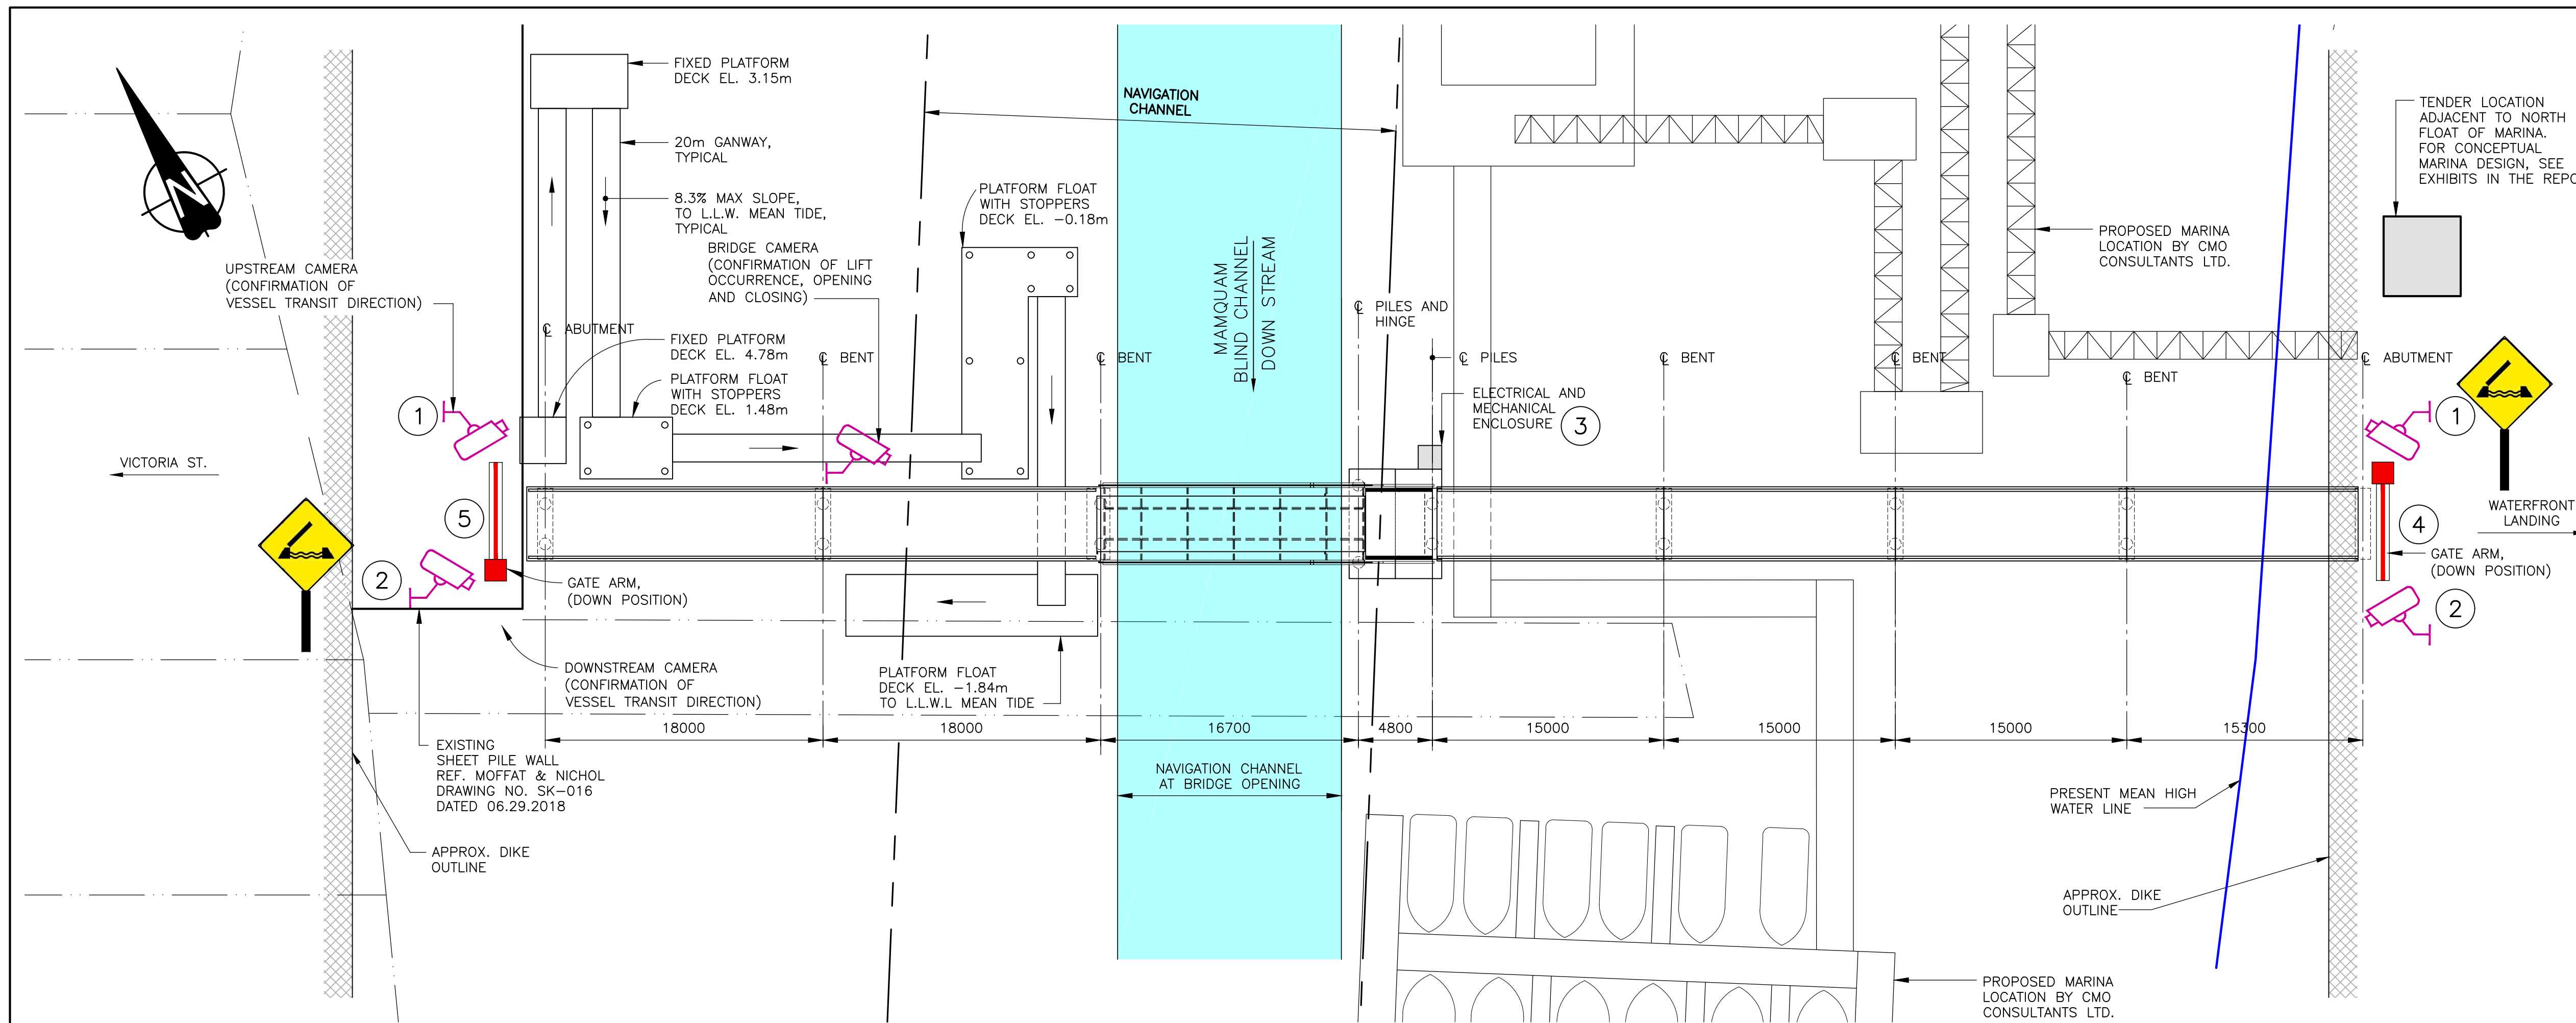 FIXED PLATFORM
DECK EL. 3.15m
20m GANWAY,
TYPICAL
8.3% MAX SLOPE,
TO L.L.W. MEAN TIDE,
TYPICAL
BRIDGE CAMERA
(CONFIRMATION OF LIFT
OCCURRENCE, OPENING
AND CLOSING)
N
UPSTREAM CAMERA
(CONFIRMATION OF
VESSEL TRANSIT DIRECTION)
℄ ABUTMENT
FIXED PLATFORM
DECK EL. 4.78m
PLATFORM FLOAT
WITH STOPPERS
DECK EL. 1.48m
℄ BENT
PLATFORM FLOAT
WITH STOPPERS
DECK EL. -0.18m
℄ BENT
NAVIGATION
CHANNEL
MAMQUAM
BLIND CHANNEL
DOWN STREAM
℄ PILES AND
HINGE
℄ PILES
ELECTRICAL AND
MECHANICAL
ENCLOSURE
3
℄ BENT
℄ BENT
℄ BENT
℄ ABUTMENT
PROPOSED MARINA
LOCATION BY CMO
CONSULTANTS LTD.
TENDER LOCATION
ADJACENT TO NORTH
FLOAT OF MARINA.
FOR CONCEPTUAL
MARINA DESIGN, SEE
EXHIBITS IN THE REPO
1
1
VICTORIA ST.
5
2
GATE ARM,
(DOWN POSITION)
WATERFRONT
LANDING
4
GATE ARM,
(DOWN POSITION)
2
DOWNSTREAM CAMERA
(CONFIRMATION OF
VESSEL TRANSIT DIRECTION)
PLATFORM FLOAT
DECK EL. -1.84m
TO L.L.W.L MEAN TIDE
18000
18000
16700
4800
15000
15000
15000
15300
NAVIGATION CHANNEL
AT BRIDGE OPENING
EXISTING
SHEET PILE WALL
REF. MOFFAT & NICHOL
DRAWING NO. SK-016
DATED 06.29.2018
APPROX. DIKE
OUTLINE
PRESENT MEAN HIGH
WATER LINE
APPROX. DIKE
OUTLINE
PROPOSED MARINA
LOCATION BY CMO
CONSULTANTS LTD.